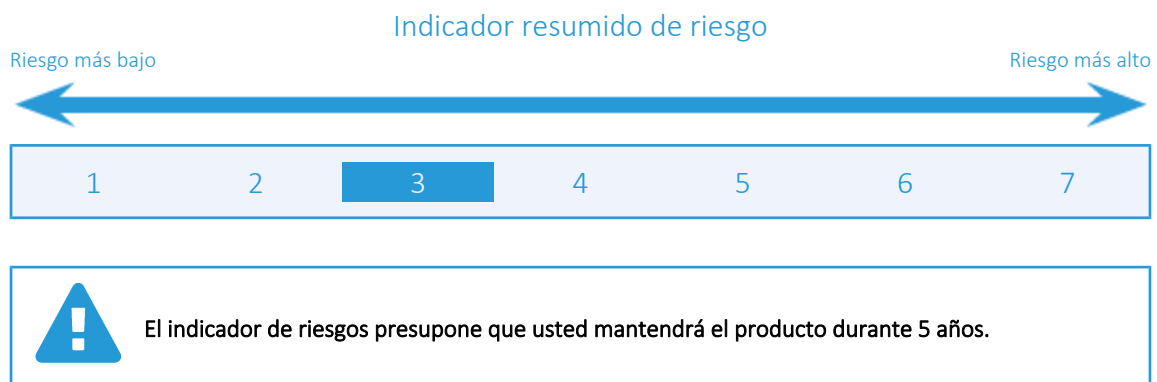 Indicador resumido de riesgo
Riesgo más bajo Riesgo más alto
1 2 3 4 5 6 7
El indicador de riesgos presupone que usted mantendrá el producto durante 5 años.